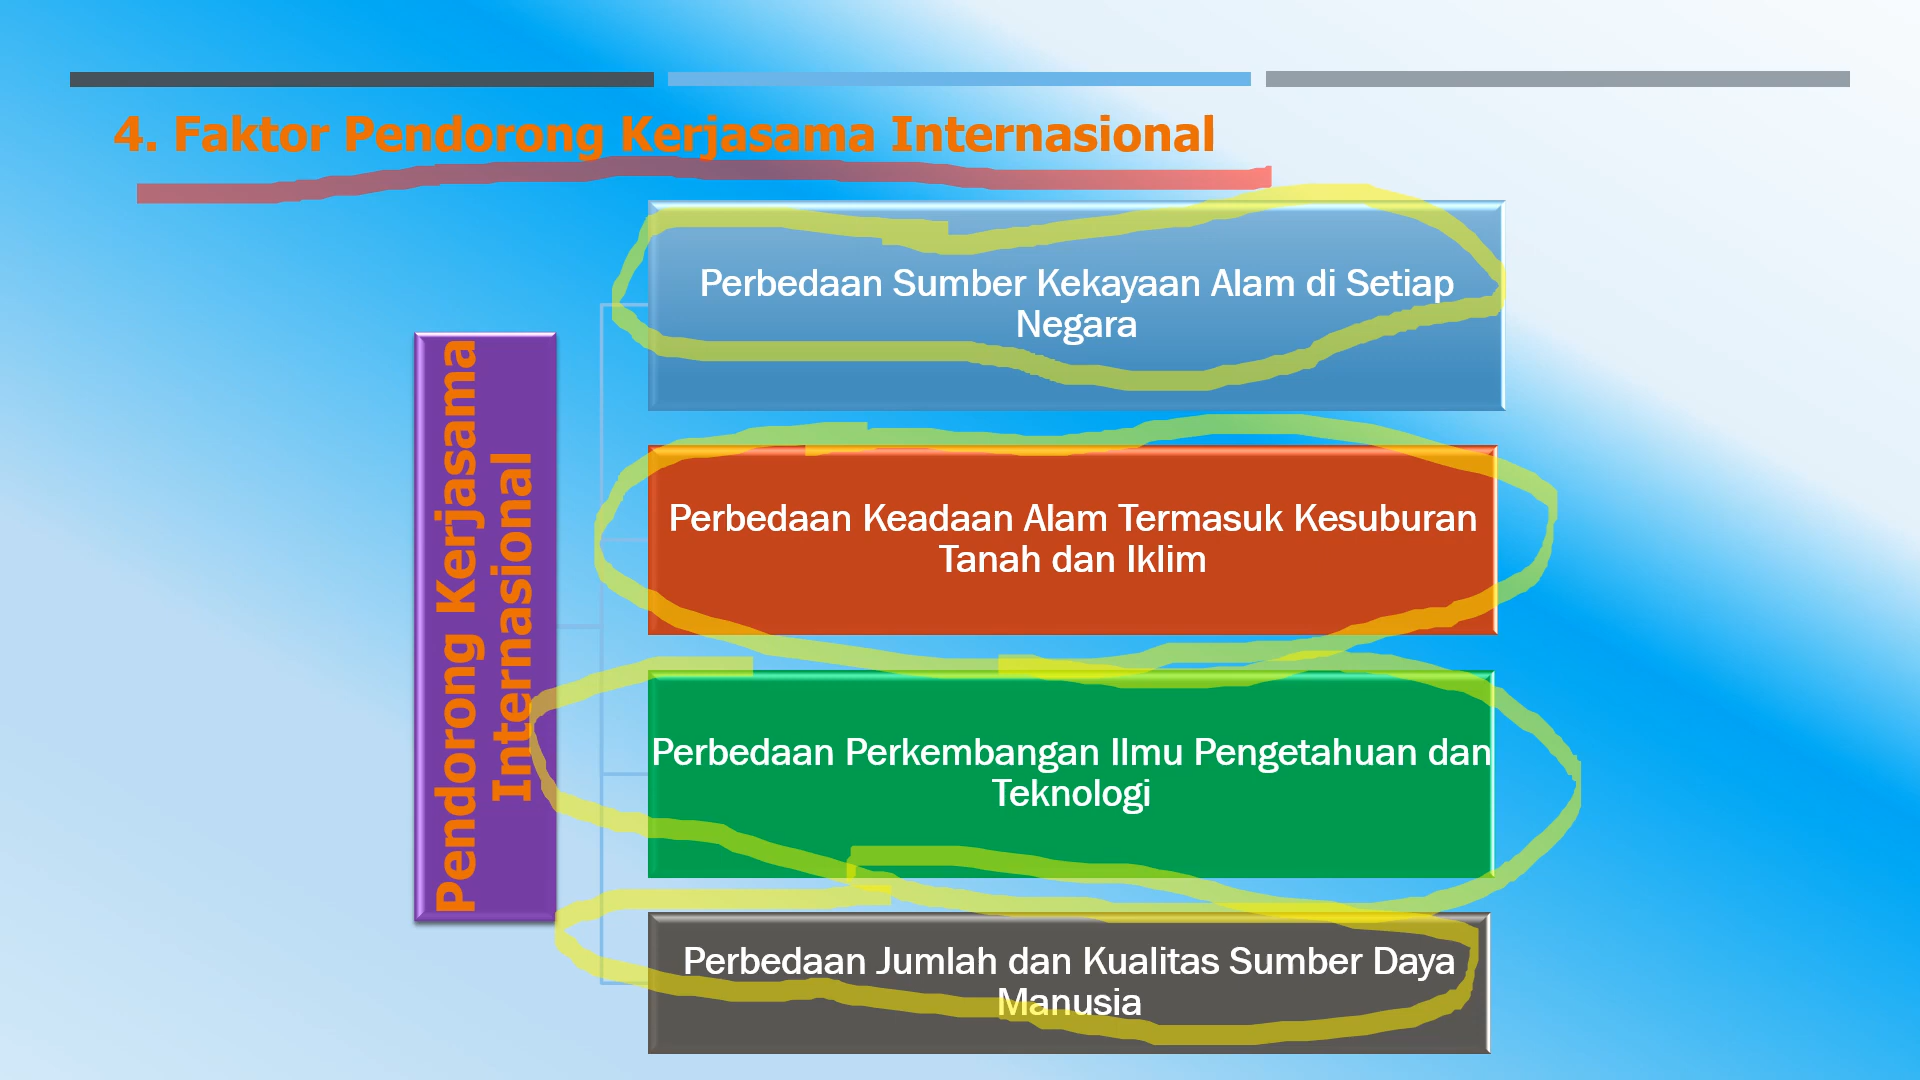 4. Faktor Pendorong Kerjasama Internasional
Pendorong Kerjasama
Internasional
Perbedaan Sumber Kekayaan Alam di Setiap
Negara
Perbedaan Keadaan Alam Termasuk Kesuburan
Tanah dan Iklim
Perbedaan Perkembangan Ilmu Pengetahuan dan
Teknologi
Perbedaan Jumlah dan Kualitas Sumber Daya
Manusia